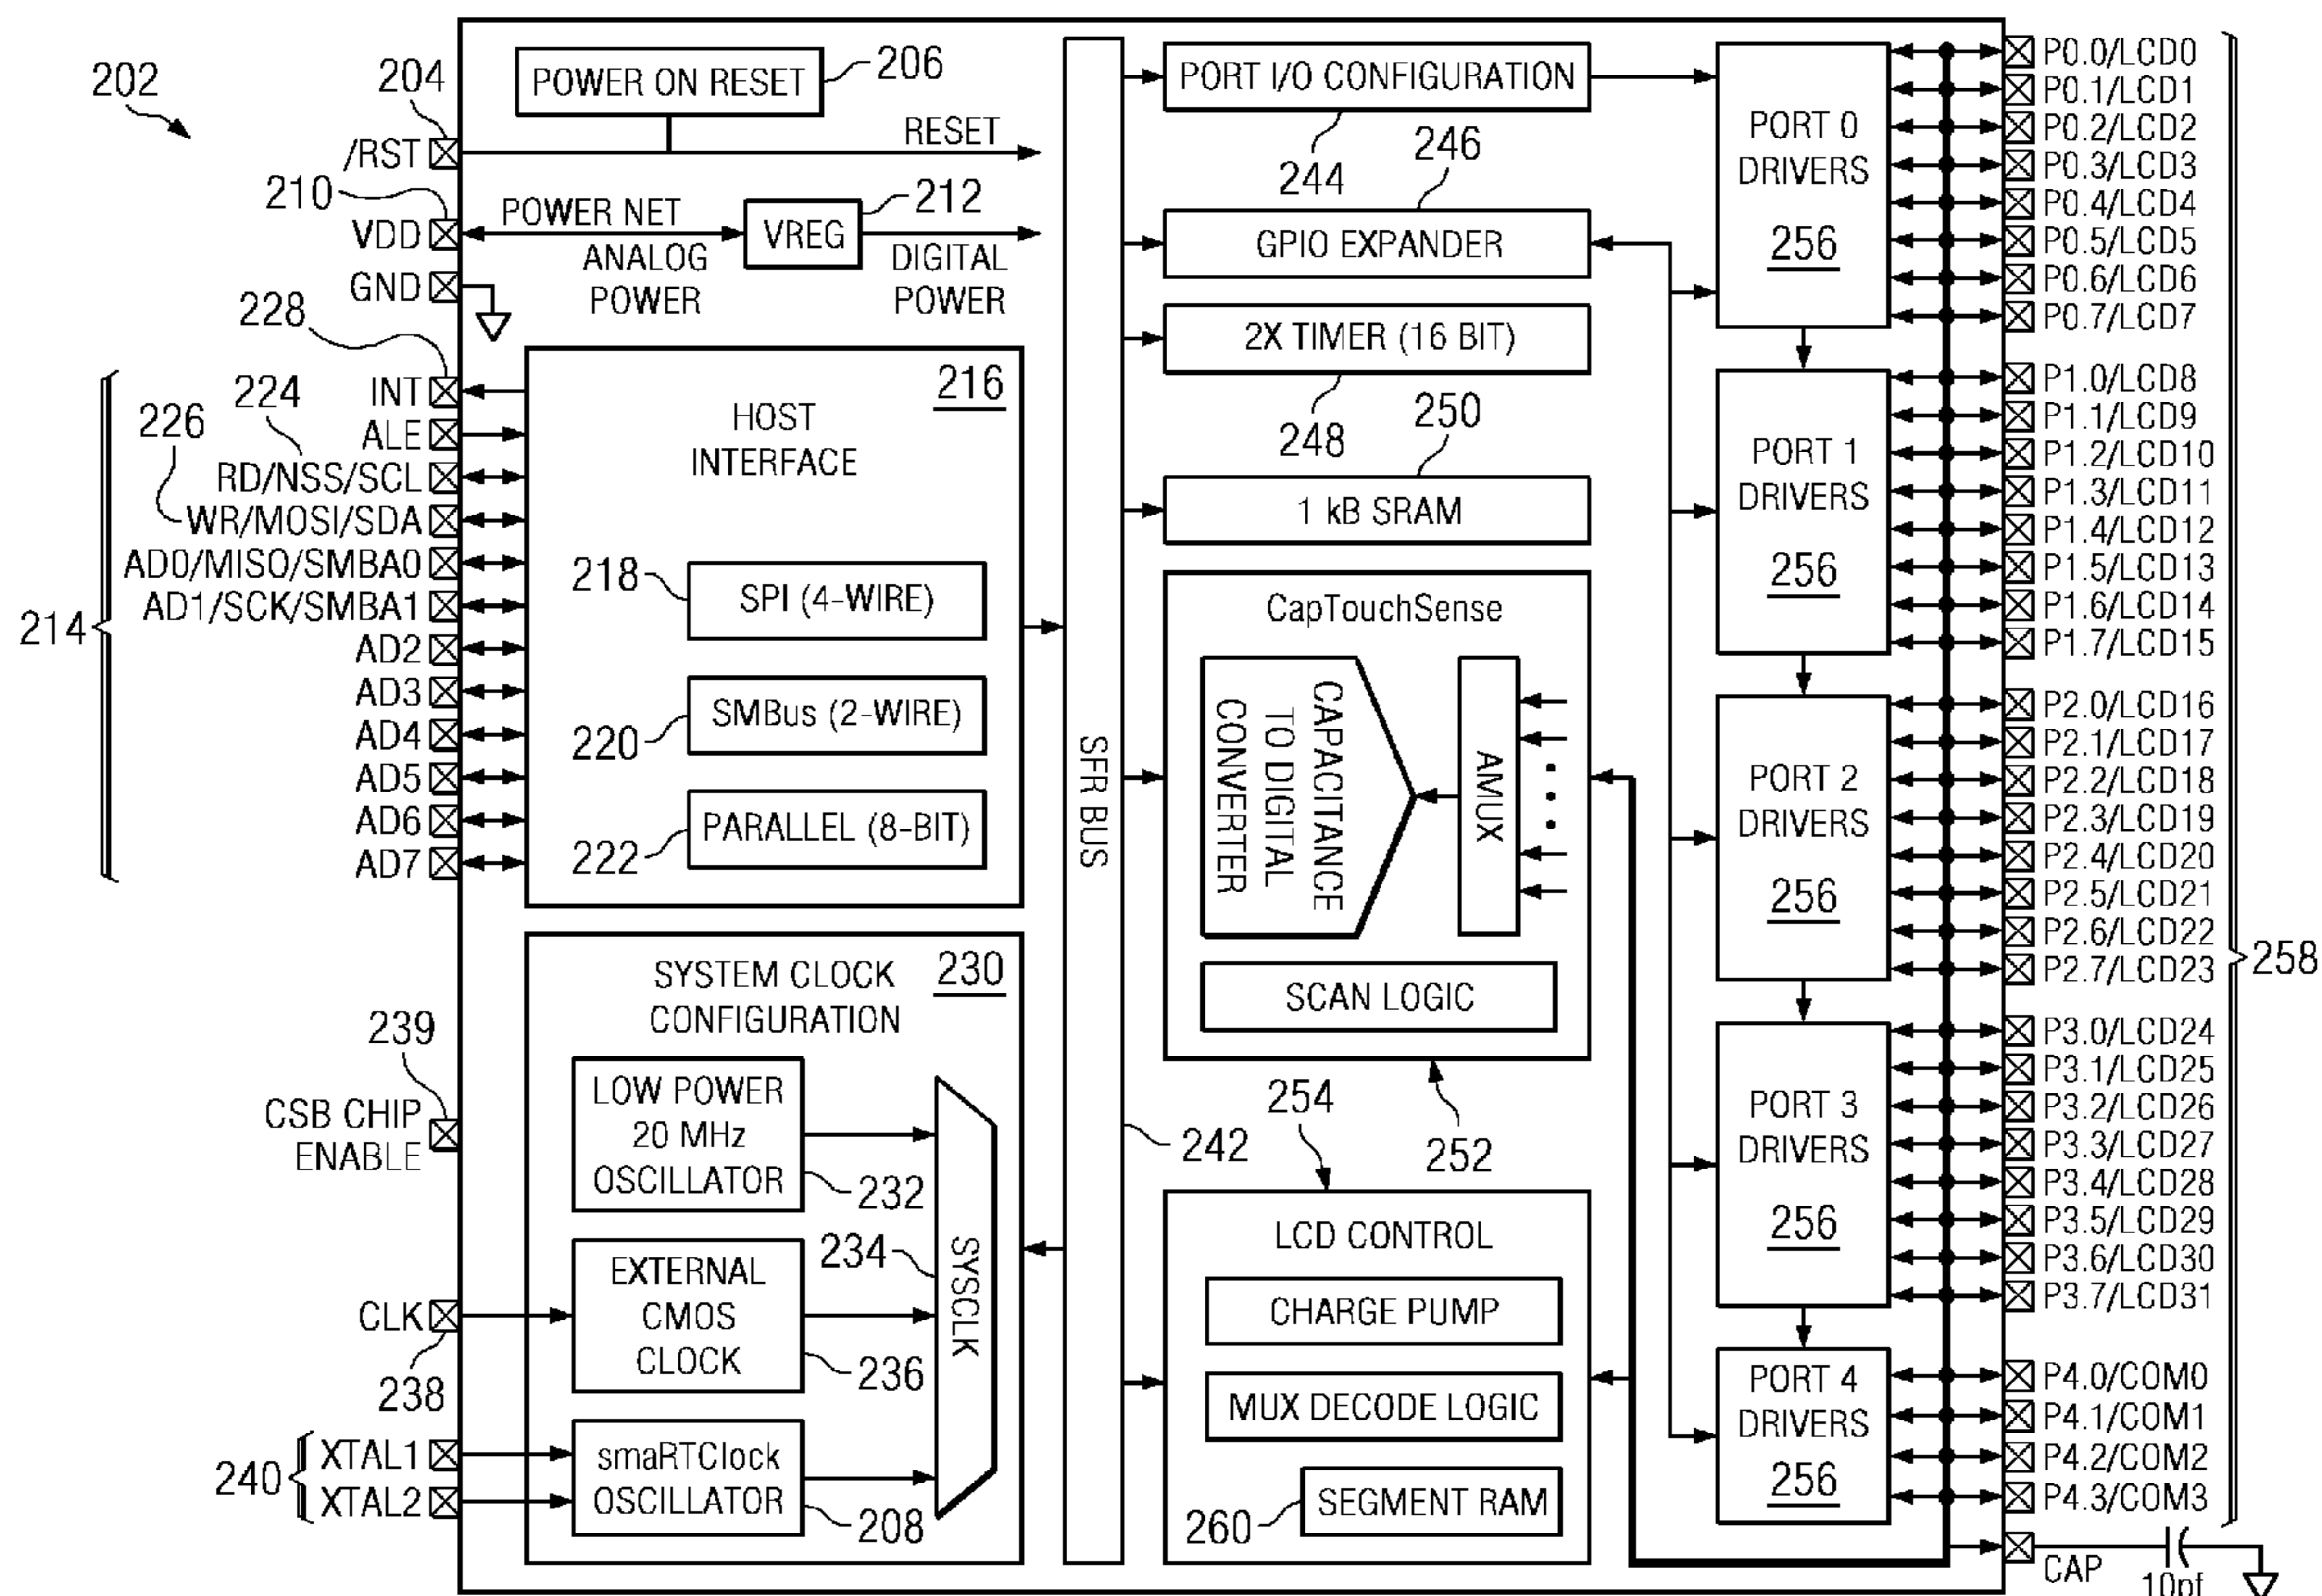 202
204
/RST
POWER ON RESET
206
RESET
210
VDD
POWER NET
ANALOG
POWER
VREG
212
DIGITAL
POWER
GND
228
214
INT
224
226
ALE
RD/NSS/SCL
WR/MOSI/SDA
AD0/MISO/SMBA0
AD1/SCK/SMBA1
AD2
AD3
AD4
AD5
AD6
AD7
216
HOST
INTERFACE
218
SPI (4-WIRE)
220
SMBus (2-WIRE)
222
PARALLEL (8-BIT)
SYSTEM CLOCK
CONFIGURATION
230
239
CSB CHIP
ENABLE
LOW POWER
20 MHz
OSCILLATOR
232
234
SYSCLK
EXTERNAL
CMOS
CLOCK
236
CLK
238
240
XTAL1
XTAL2
smaRTClock
OSCILLATOR
208
SFR BUS
242
PORT I/O CONFIGURATION
244
246
GPIO EXPANDER
2X TIMER (16 BIT)
248
250
1 kB SRAM
CapTouchSense
CAPACITANCE
TO DIGITAL
CONVERTER
AMUX
SCAN LOGIC
252
254
LCD CONTROL
CHARGE PUMP
MUX DECODE LOGIC
260
SEGMENT RAM
PORT 0
DRIVERS
256
PORT 1
DRIVERS
256
PORT 2
DRIVERS
256
PORT 3
DRIVERS
256
PORT 4
DRIVERS
256
P0.0/LCD0
P0.1/LCD1
P0.2/LCD2
P0.3/LCD3
P0.4/LCD4
P0.5/LCD5
P0.6/LCD6
P0.7/LCD7
P1.0/LCD8
P1.1/LCD9
P1.2/LCD10
P1.3/LCD11
P1.4/LCD12
P1.5/LCD13
P1.6/LCD14
P1.7/LCD15
P2.0/LCD16
P2.1/LCD17
P2.2/LCD18
P2.3/LCD19
P2.4/LCD20
P2.5/LCD21
P2.6/LCD22
P2.7/LCD23
258
P3.0/LCD24
P3.1/LCD25
P3.2/LCD26
P3.3/LCD27
P3.4/LCD28
P3.5/LCD29
P3.6/LCD30
P3.7/LCD31
P4.0/COM0
P4.1/COM1
P4.2/COM2
P4.3/COM3
CAP
10pf